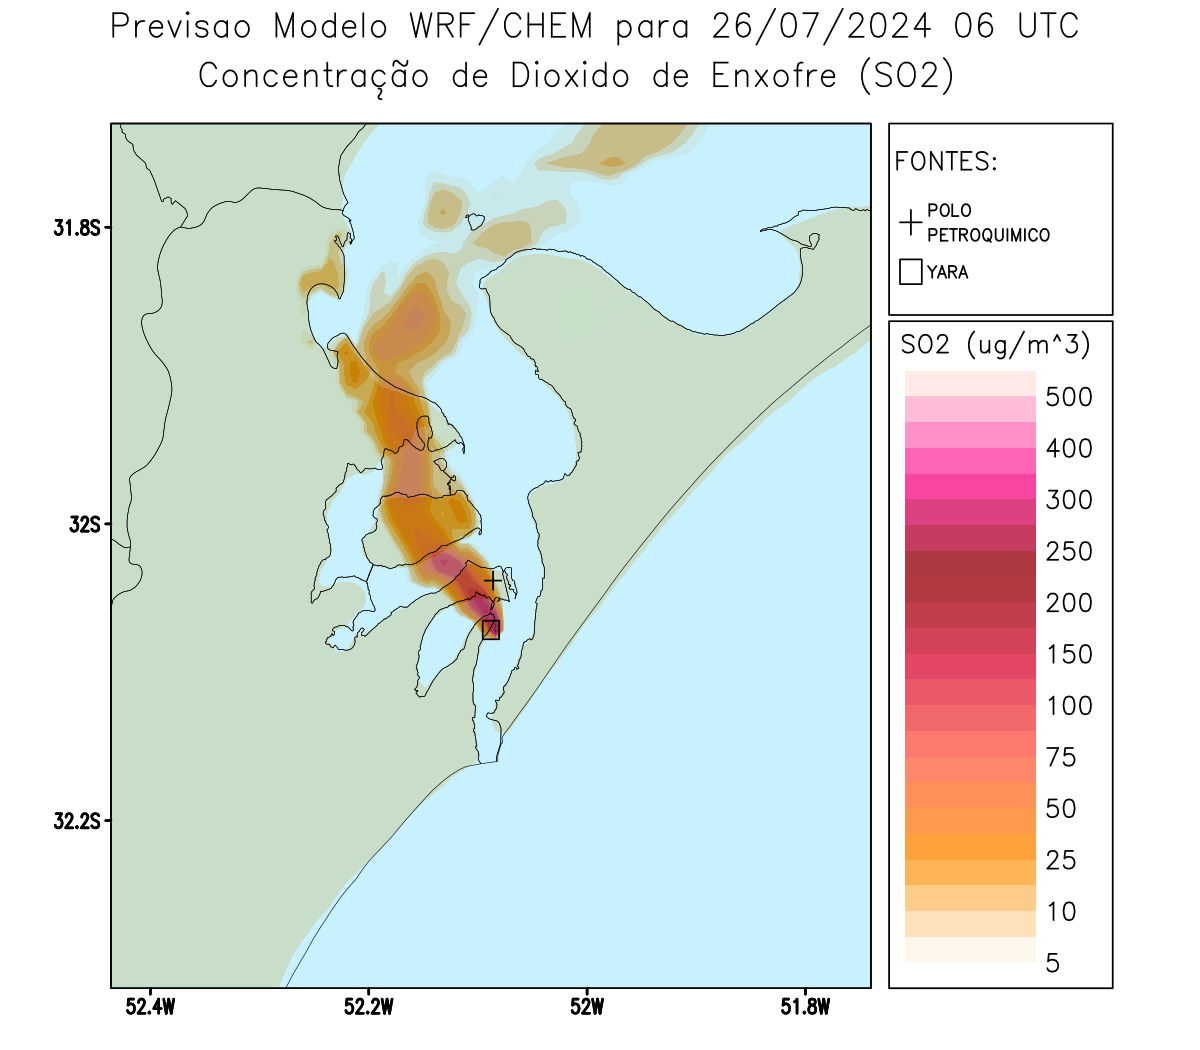 Previsao Modelo WRF/CHEM para 26/07/2024 06 UTC
Concentração de Dioxido de Enxofre (SO2)
FONTES:
POLO
PETROQUIMICO
YARA
31.8S
32S
32.2S
52.4W
52.2W
52W
51.8W
SO2 (ug/m^3)
500
400
300
250
200
150
100
75
50
25
10
5